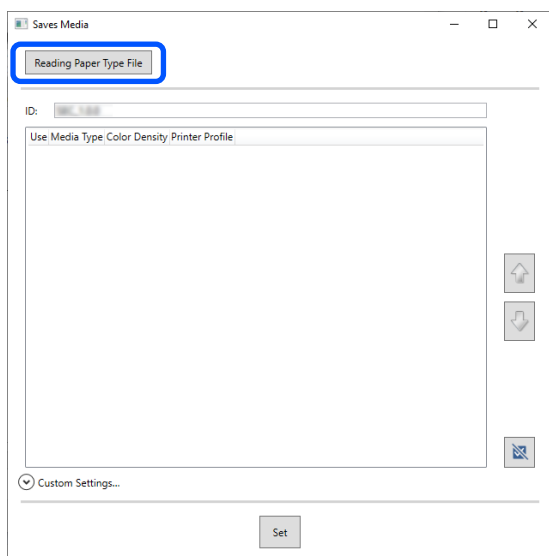 Saves Media
Reading Paper Type File
ID:
Use Media Type Color Density Printer Profile
Custom Settings...
Set